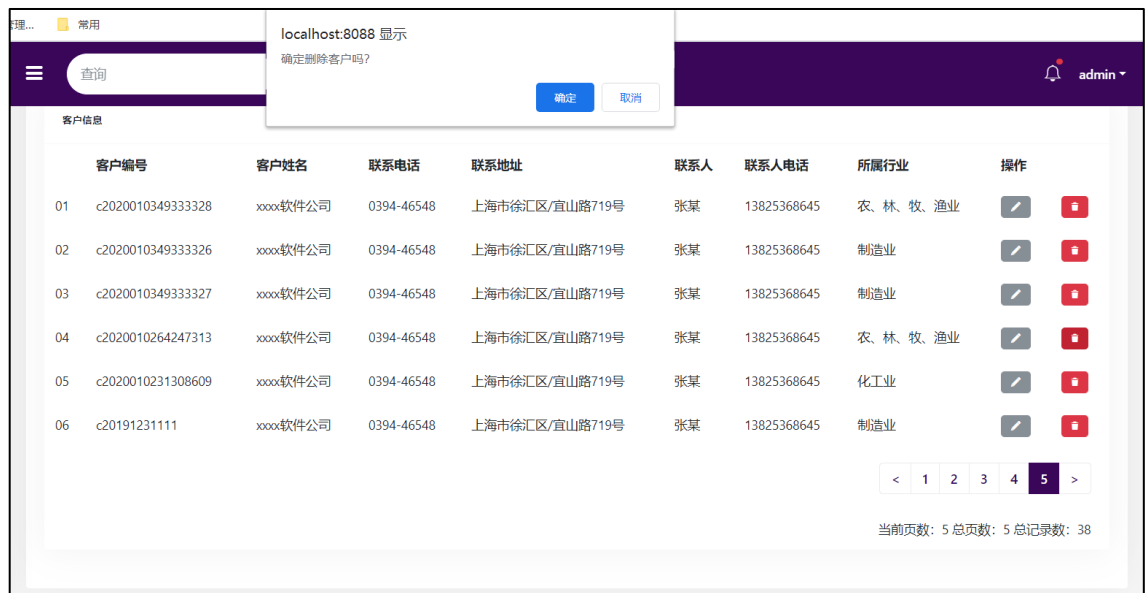 管理... 常用
localhost:8088 显示
确定删除客户吗?
确定 取消
查询 admin
客户信息
客户编号 客户姓名 联系电话 联系地址 联系人 联系人电话 所属行业 操作
01 c2020010349333328 xxxx软件公司 0394-46548 上海市徐汇区/宜山路719号 张某 13825368645 农、林、牧、渔业
02 c2020010349333326 xxxx软件公司 0394-46548 上海市徐汇区/宜山路719号 张某 13825368645 制造业
03 c2020010349333327 xxxx软件公司 0394-46548 上海市徐汇区/宜山路719号 张某 13825368645 制造业
04 c2020010264247313 xxxx软件公司 0394-46548 上海市徐汇区/宜山路719号 张某 13825368645 农、林、牧、渔业
05 c2020010231308609 xxxx软件公司 0394-46548 上海市徐汇区/宜山路719号 张某 13825368645 化工业
06 c20191231111 xxxx软件公司 0394-46548 上海市徐汇区/宜山路719号 张某 13825368645 制造业
< 1 2 3 4 5 >
当前页数: 5 总页数: 5 总记录数: 38